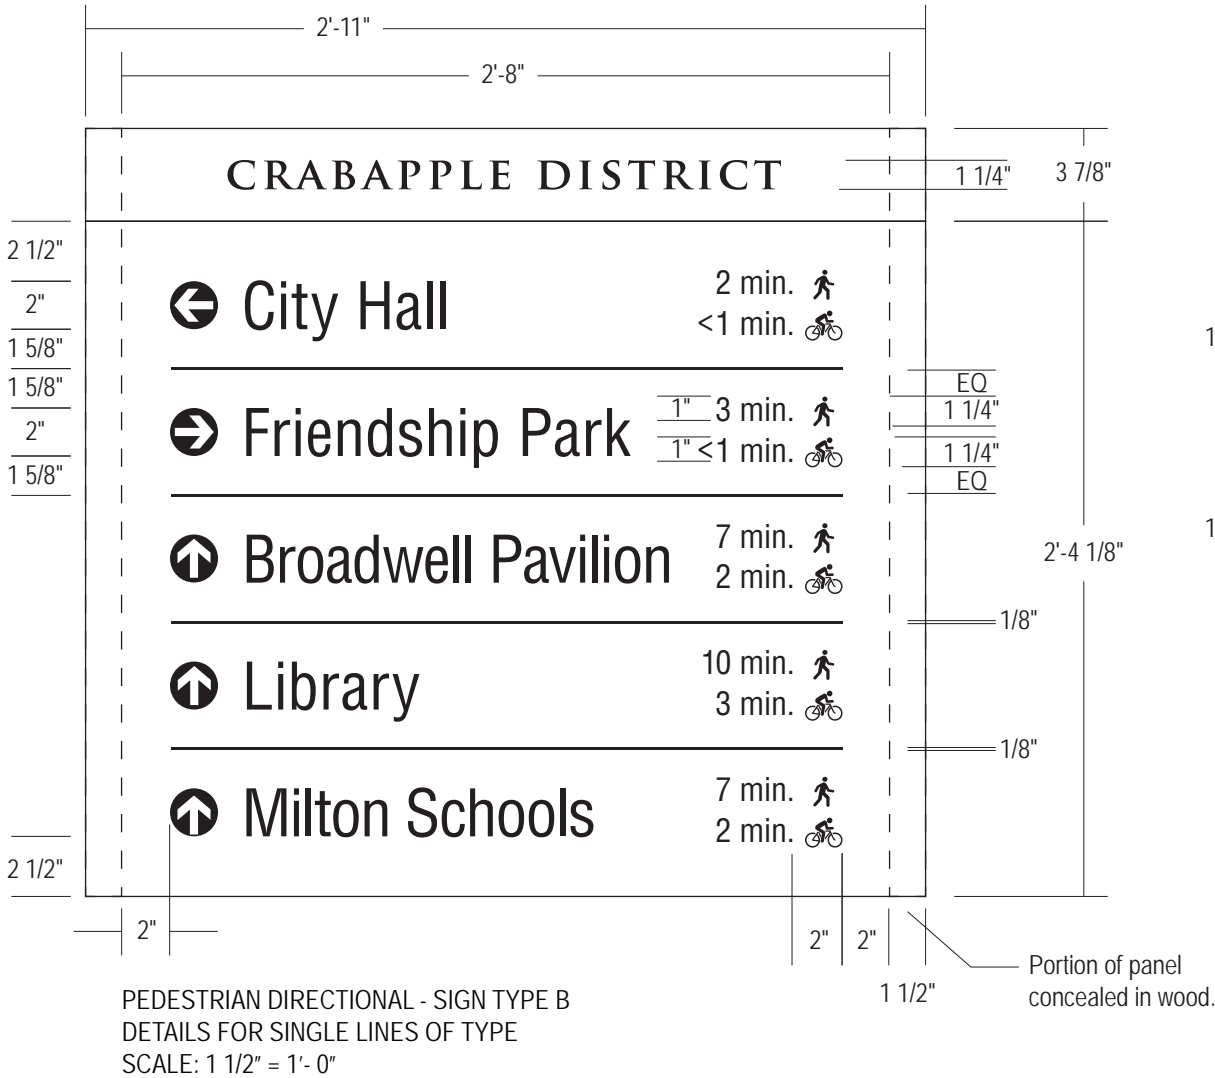 2'-11"
2'-8"
CRABAPPLE DISTRICT
1 1/4"
3 7/8"
2 1/2"
2"
1 5/8"
1 5/8"
2"
1 5/8"
2 1/2"
City Hall
2 min.
<1 min.
Friendship Park
1" 3 min.
1" <1 min.
Broadwell Pavilion
7 min.
2 min.
Library
10 min.
3 min.
Milton Schools
7 min.
2 min.
EQ
1 1/4"
1 1/4"
EQ
2'-4 1/8"
1/8"
1/8"
1
1
2"
2"
2"
1 1/2"
Portion of panel
concealed in wood.
PEDESTRIAN DIRECTIONAL - SIGN TYPE B
DETAILS FOR SINGLE LINES OF TYPE
SCALE: 1 1/2" = 1'- 0"